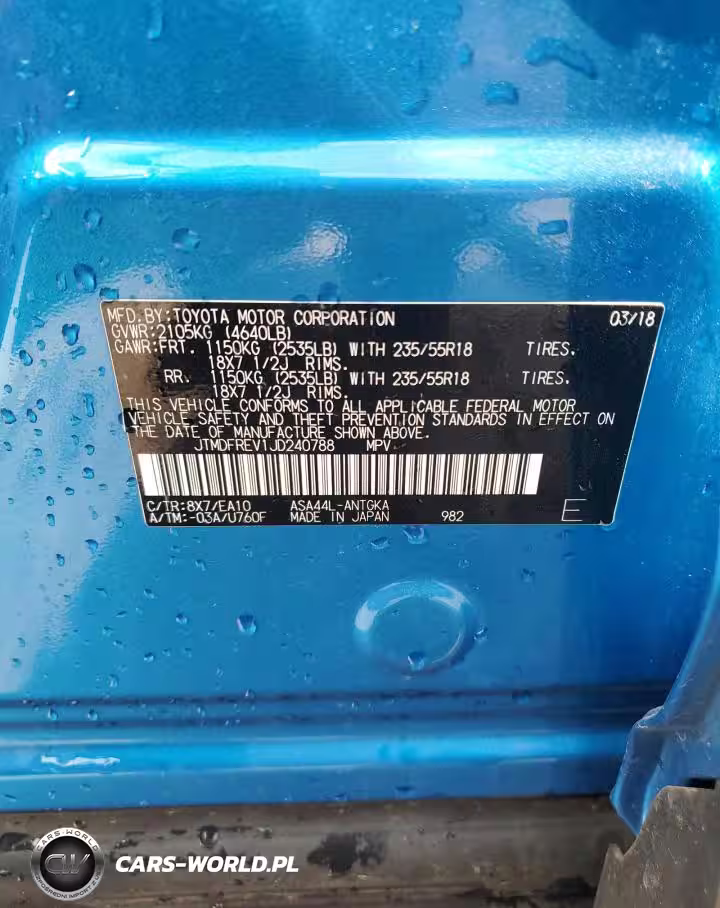 MFD.BY:TOYOTA MOTOR CORPORATION 03/18
GVWR:2105KG (4640LB)
GAWR:FRT. 1150KG (2535LB) WITH 235/55R18 TIRES.
18X7 1/2J RIMS.
RR. 1150KG (2535LB) WITH 235/55R18 TIRES.
18X7 1/2J RIMS.
THIS VEHICLE CONFORMS TO ALL APPLICABLE FEDERAL MOTOR
VEHICLE SAFETY AND THEFT PREVENTION STANDARDS IN EFFECT ON
THE DATE OF MANUFACTURE SHOWN ABOVE.
JTMDFREV1JD240788 MPV
C/TR:8X7/EA10 ASA44L-ANTGKA
A/TM:-03A/U760F MADE IN JAPAN 982 E
CARS-WORLD
CW
CARS-WORLD.PL